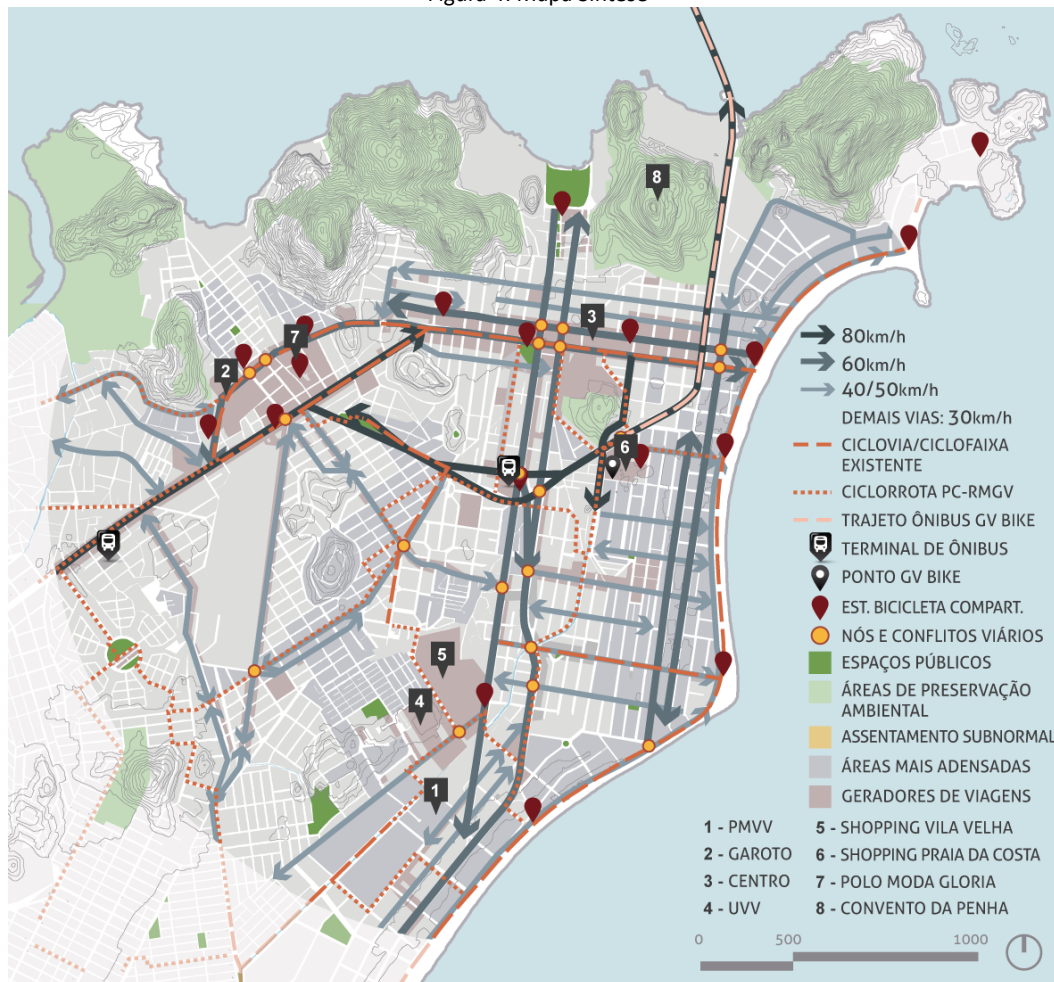 Figura 4: Mapa Síntese
8
3
7
2
6
5
4
1
80km/h
60km/h
40/50km/h
DEMAIS VIAS: 30km/h
CICLOVIA/CICLOFAIXA
EXISTENTE
CICLORROTA PC-RMGV
TRAJETO ÔNIBUS GV BIKE
TERMINAL DE ÔNIBUS
PONTO GV BIKE
EST. BICICLETA COMPART.
NÓS E CONFLITOS VIÁRIOS
ESPAÇOS PÚBLICOS
ÁREAS DE PRESERVAÇÃO
AMBIENTAL
ASSENTAMENTO SUBNORMAL
ÁREAS MAIS ADENSADAS
GERADORES DE VIAGENS
1 - PMVV
2 - GAROTO
3 - CENTRO
4 - UVV
5 - SHOPPING VILA VELHA
6 - SHOPPING PRAIA DA COSTA
7 - POLO MODA GLORIA
8 - CONVENTO DA PENHA
0 500 1000